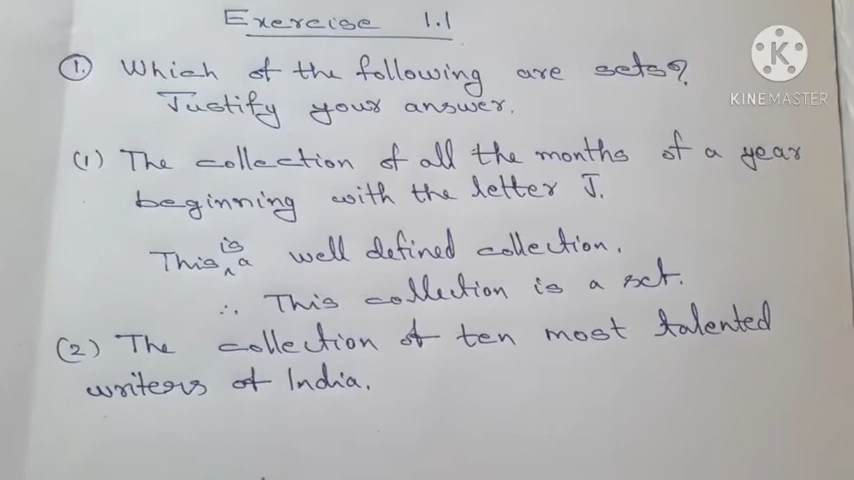 Exercise 1.1
KINEMASTER
① Which of the following are sets?
Justify your answer.
(1) The collection of all the months of a year
beginning with the letter J.
This ^is a well defined collection.
∴ This collection is a set.
(2) The collection of ten most talented
writers of India.